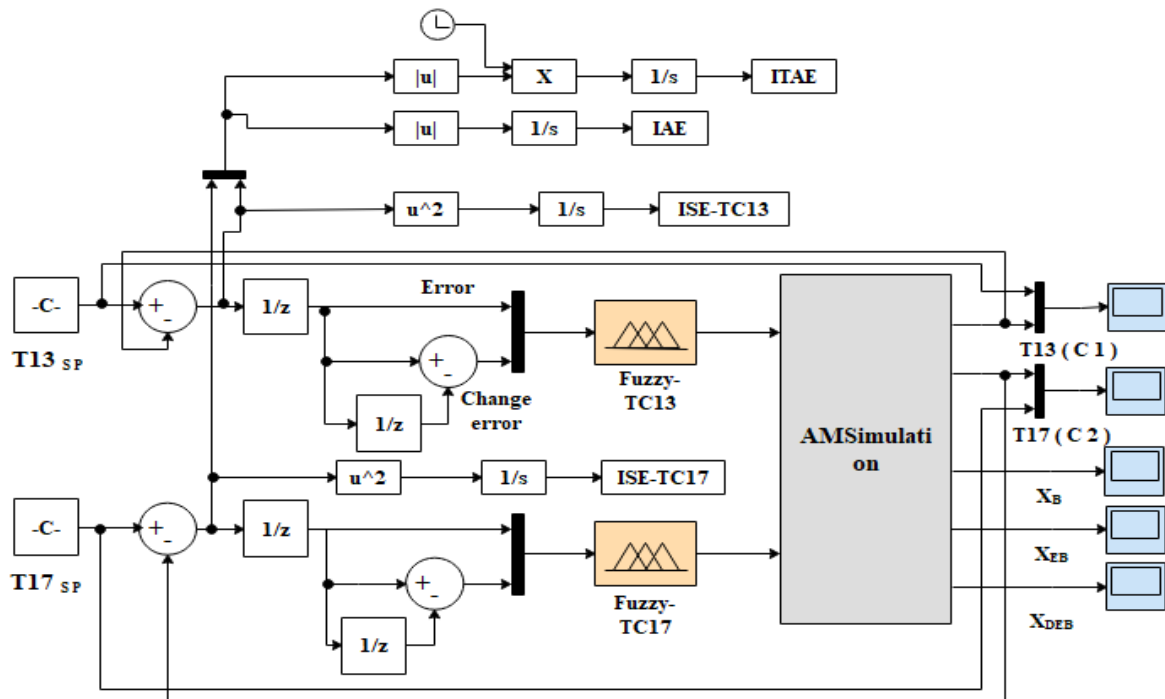 |u|
X
1/s
ITAE
|u|
1/s
IAE
u^2
1/s
ISE-TC13
-C-
+
-
1/z
Error
T13 SP
+
-
1/z
Change
error
Fuzzy-
TC13
AMSimulati
on
T13 ( C 1 )
T17 ( C 2 )
u^2
1/s
ISE-TC17
-C-
+
-
1/z
T17 SP
+
-
1/z
Fuzzy-
TC17
XB
XEB
XDEB